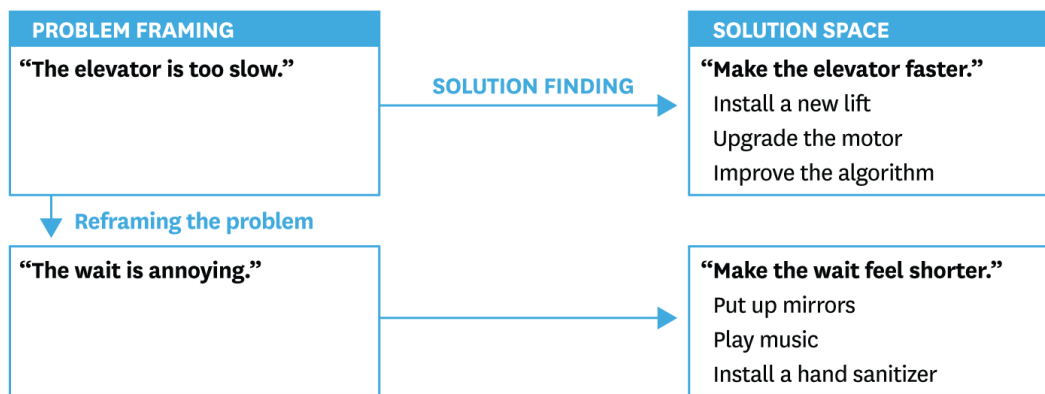 PROBLEM FRAMING
“The elevator is too slow.”
SOLUTION FINDING
SOLUTION SPACE
“Make the elevator faster.”
Install a new lift
Upgrade the motor
Improve the algorithm
Reframing the problem
“The wait is annoying.”
“Make the wait feel shorter.”
Put up mirrors
Play music
Install a hand sanitizer